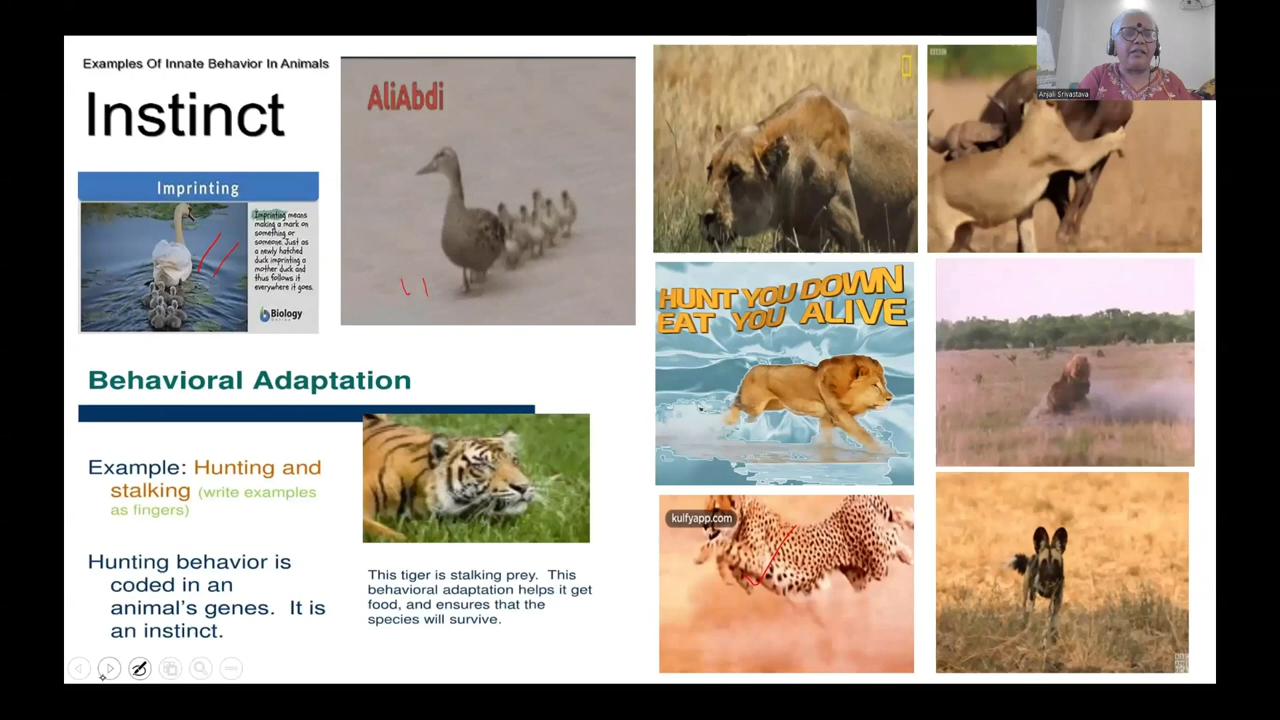 Examples Of Innate Behavior In Animals
Instinct
Imprinting
Imprinting means
making a mark on
something or
someone. Just as
a newly hatched
duck imprinting a
mother duck and
thus follows it
everywhere it goes.
Biology
AliAbdi
Behavioral Adaptation
Example: Hunting and
stalking (write examples
as fingers)
Hunting behavior is
coded in an
animal's genes. It is
an instinct.
This tiger is stalking prey. This
behavioral adaptation helps it get
food, and ensures that the
species will survive.
BBC
HUNT YOU DOWN
EAT YOU ALIVE
kulfyapp.com
Anjali Srivastava